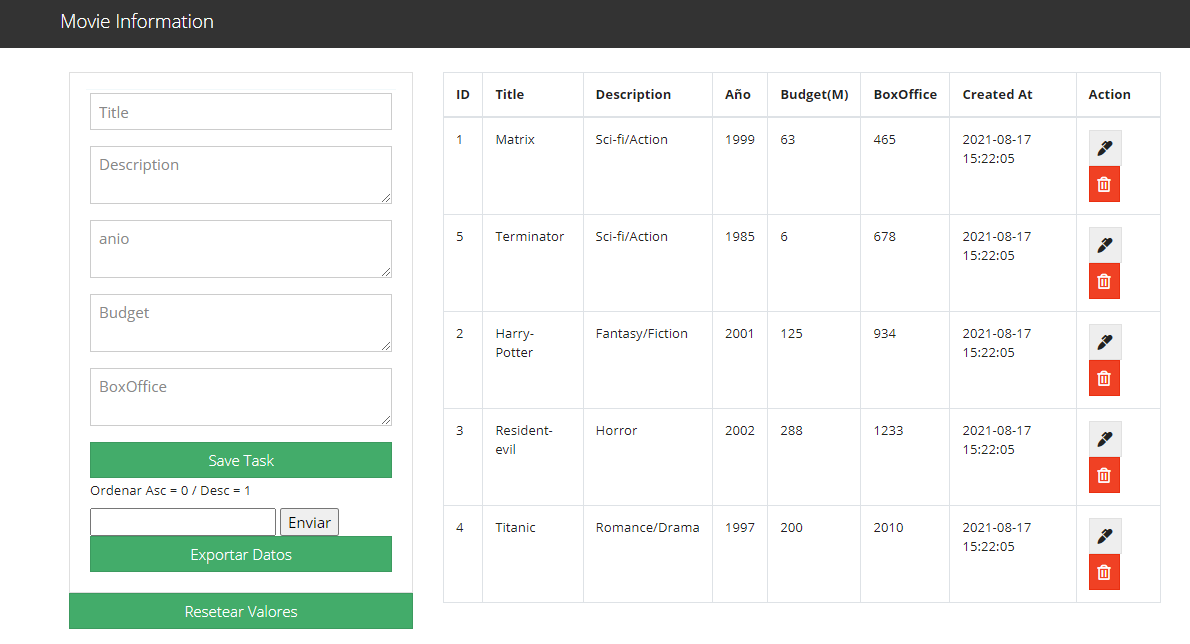 Movie Information
Title
Description
anio
Budget
BoxOffice
Save Task
Ordenar Asc = 0 / Desc = 1
Enviar
Exportar Datos
Resetear Valores
ID Title Description Año Budget(M) BoxOffice Created At Action
1 Matrix Sci-fi/Action 1999 63 465 2021-08-17
15:22:05
5 Terminator Sci-fi/Action 1985 6 678 2021-08-17
15:22:05
2 Harry- Fantasy/Fiction 2001 125 934 2021-08-17
Potter 15:22:05
3 Resident- Horror 2002 288 1233 2021-08-17
evil 15:22:05
4 Titanic Romance/Drama 1997 200 2010 2021-08-17
15:22:05